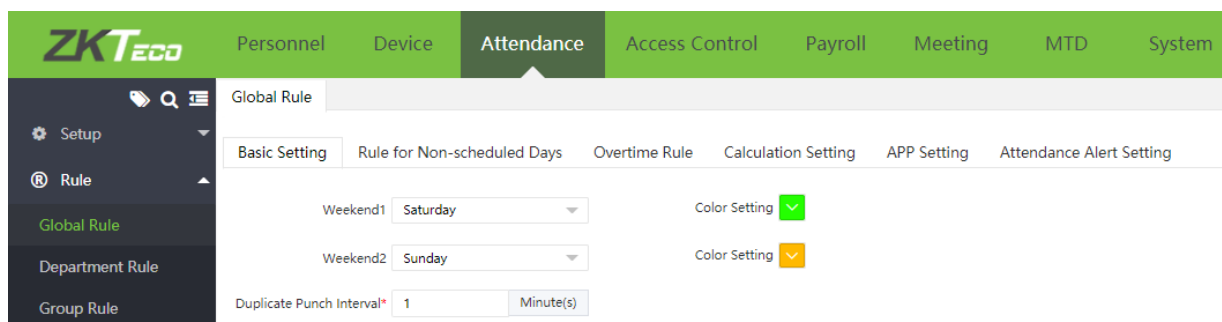 ZKTECO Personnel Device Attendance Access Control Payroll Meeting MTD System
Global Rule
Setup
Basic Setting Rule for Non-scheduled Days Overtime Rule Calculation Setting APP Setting Attendance Alert Setting
Rule
Weekend1 Saturday Color Setting
Global Rule
Weekend2 Sunday Color Setting
Department Rule
Duplicate Punch Interval* 1 Minute(s)
Group Rule